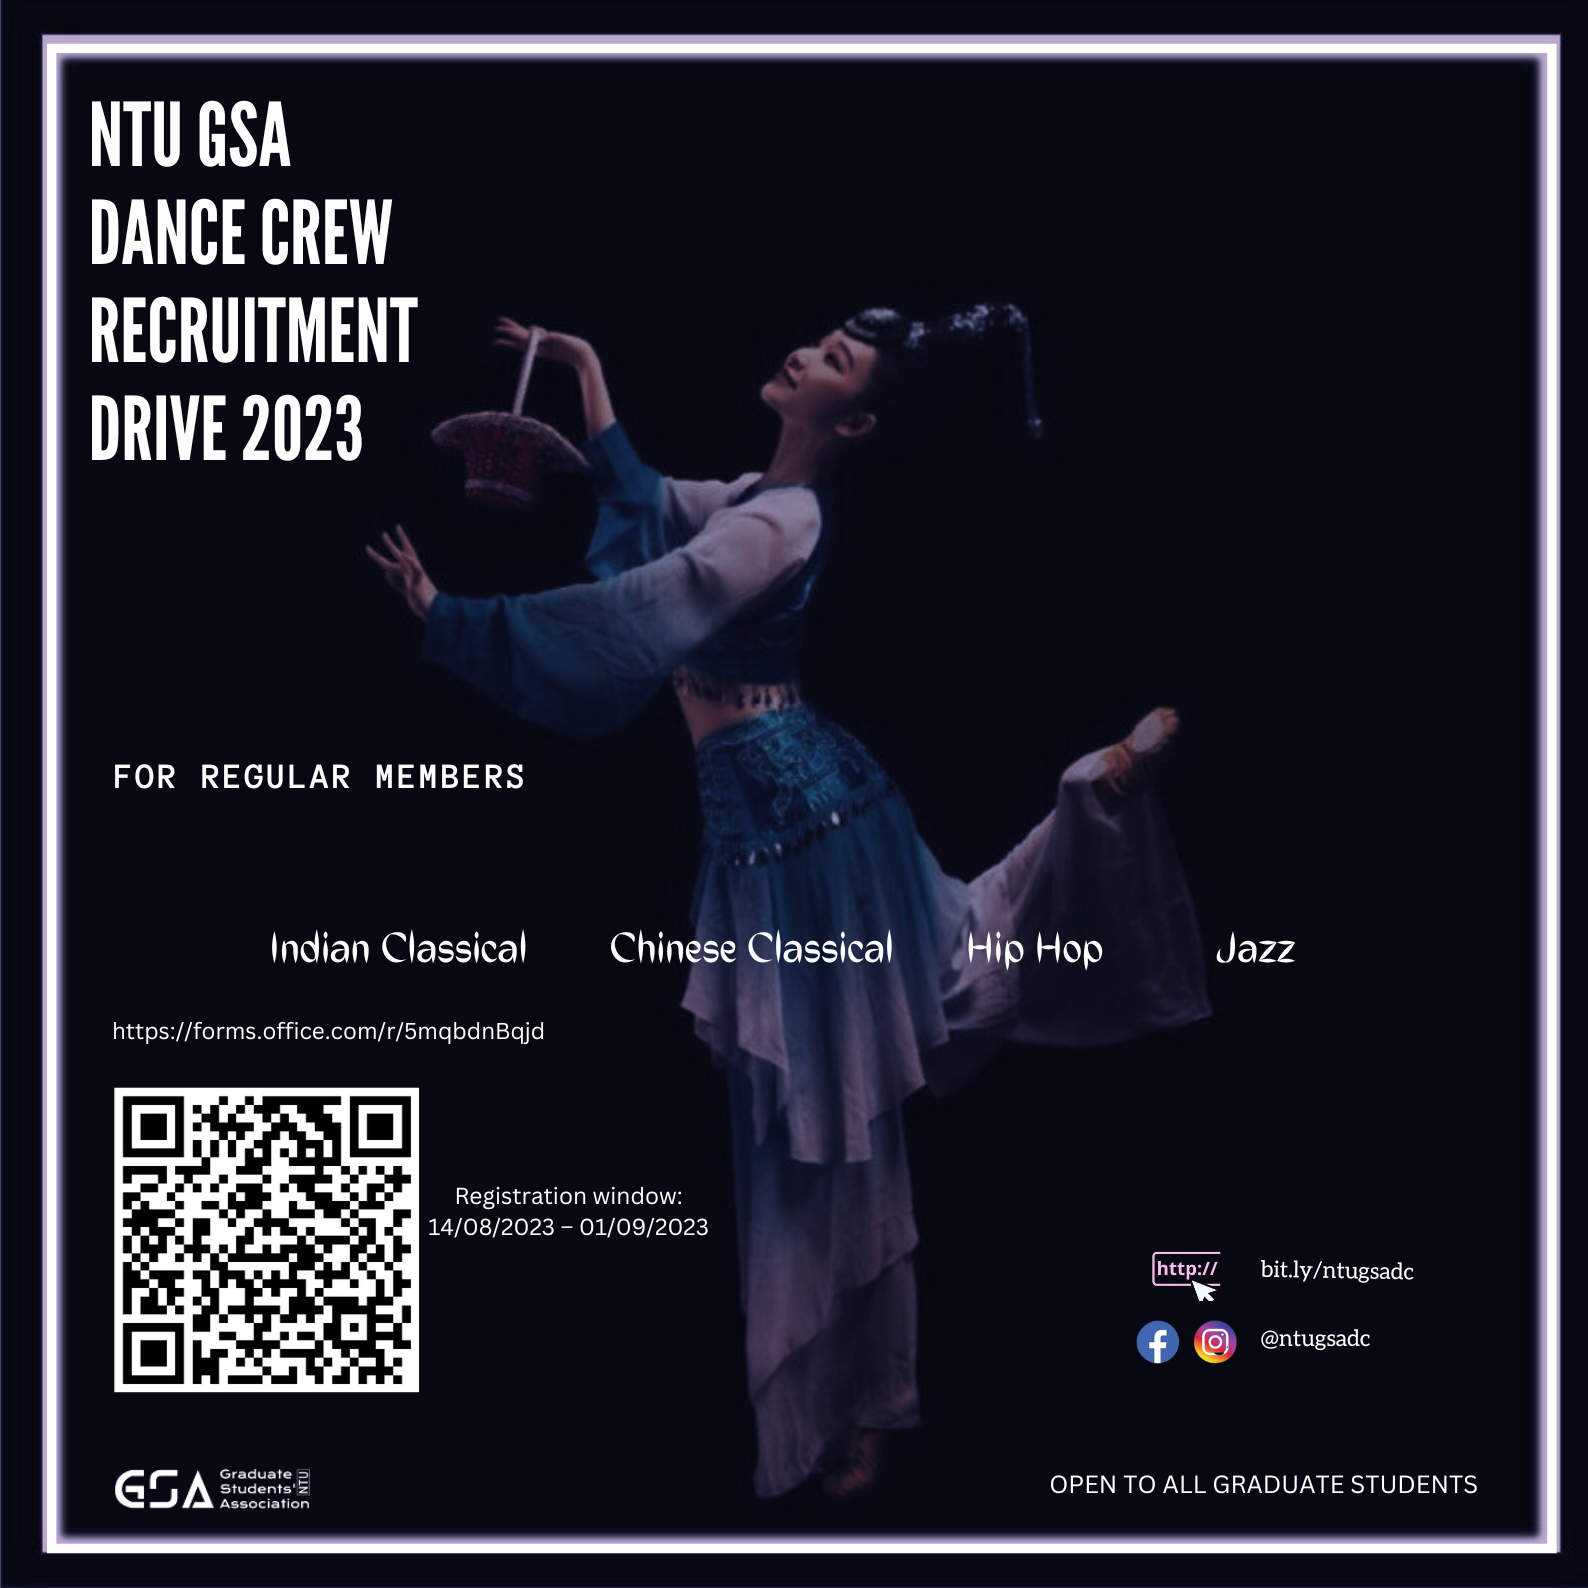 NTU GSA
DANCE CREW
RECRUITMENT
DRIVE 2023
FOR REGULAR MEMBERS
Indian Classical
Chinese Classical
Hip Hop
Jazz
https://forms.office.com/r/5mqbdnBqjd
Registration window:
14/08/2023 – 01/09/2023
http://
bit.ly/ntugsadc
@ntugsadc
GSA
Graduate
Students'
Association
NTU
OPEN TO ALL GRADUATE STUDENTS